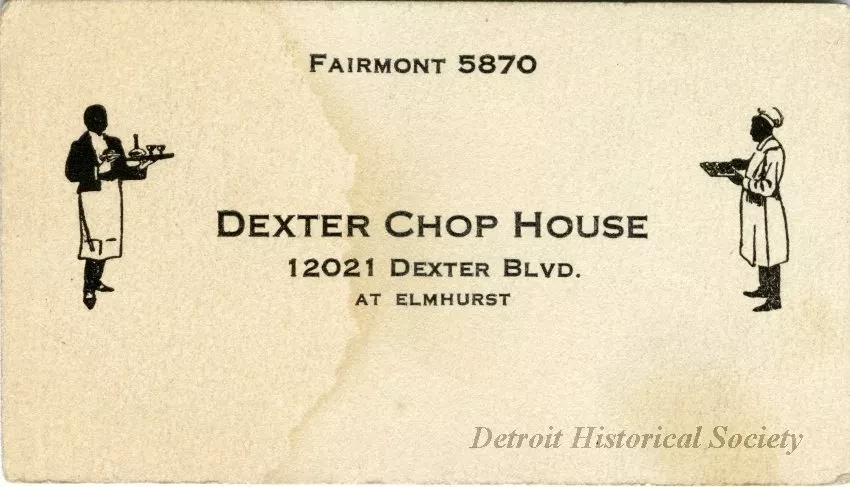 Fairmont 5870
Dexter Chop House
12021 Dexter Blvd.
at Elmhurst
Detroit Historical Society